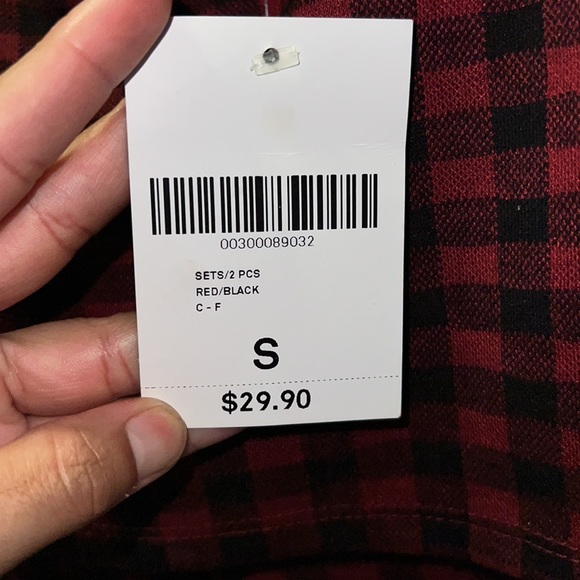 00300089032
SETS/2 PCS
RED/BLACK
C - F
S
$29.90